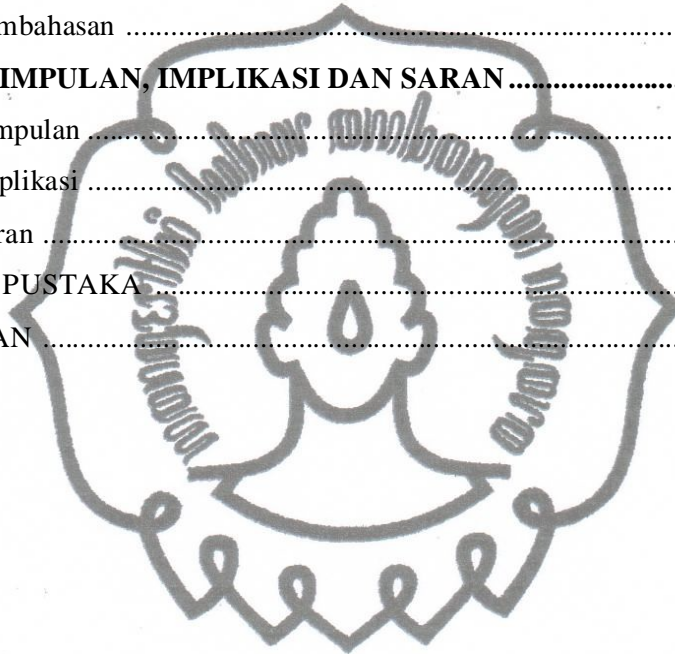 mbahasan ........................................................................
IMPULAN, IMPLIKASI DAN SARAN ......................
mpulan ..............................................................................
plikasi ..............................................................................
ran .....................................................................................
PUSTAKA ......................................................................
AN .....................................................................................